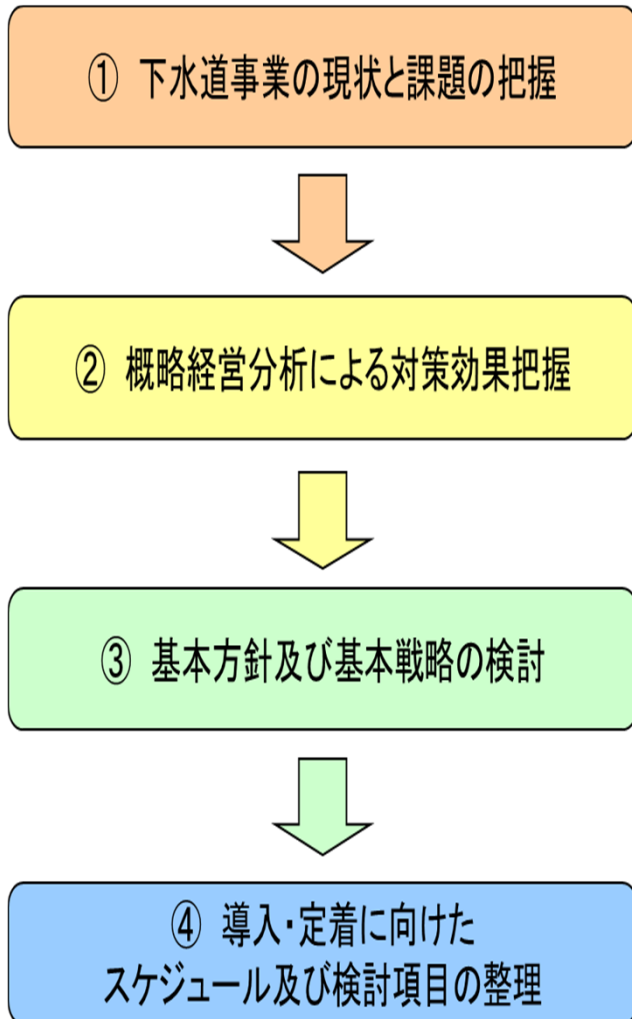 ① 下水道事業の現状と課題の把握
② 概略経営分析による対策効果把握
③ 基本方針及び基本戦略の検討
④ 導入・定着に向けた
スケジュール及び検討項目の整理